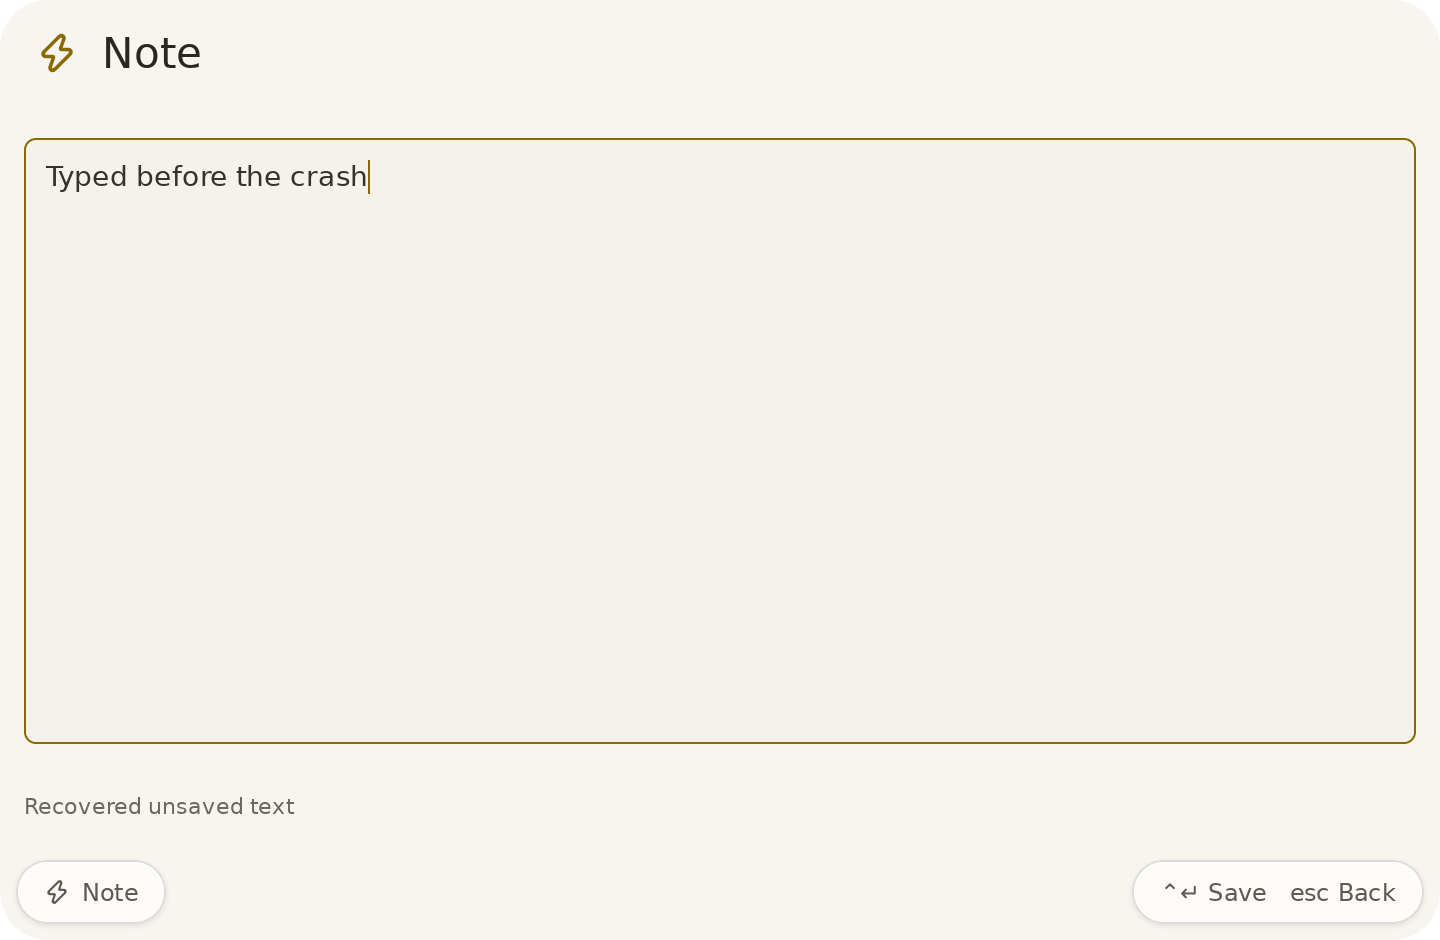 Note
Typed before the crash
Recovered unsaved text
Note
⌃↵ Save esc Back